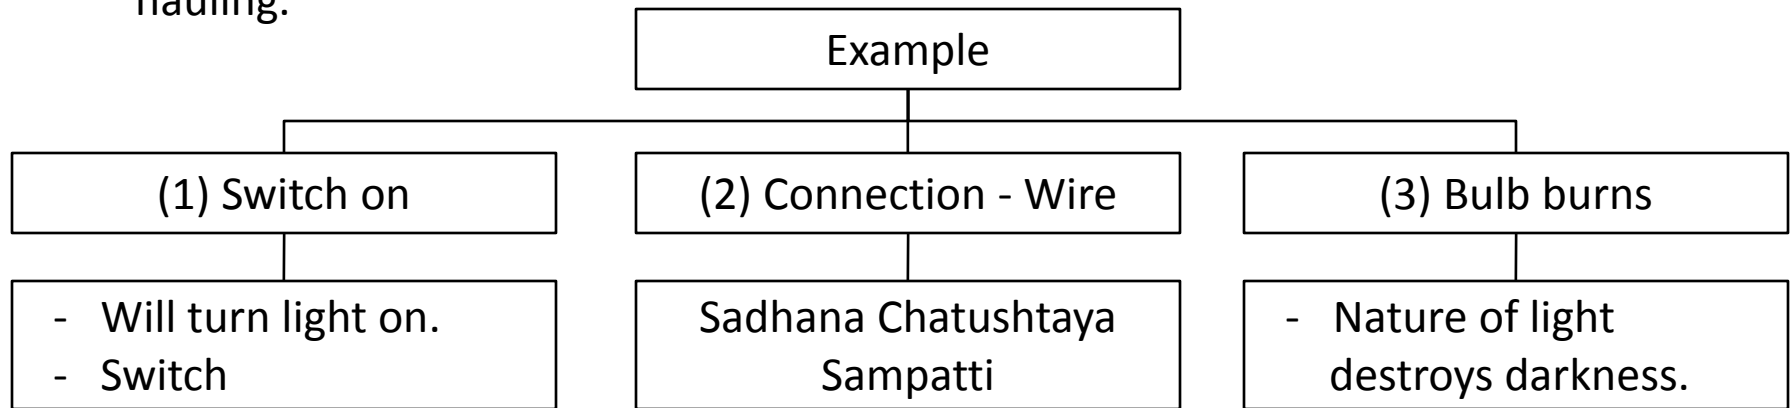 hauling.
Example
(1) Switch on
(2) Connection - Wire
(3) Bulb burns
- Will turn light on.
- Switch
Sadhana Chatushtaya
Sampatti
- Nature of light
destroys darkness.